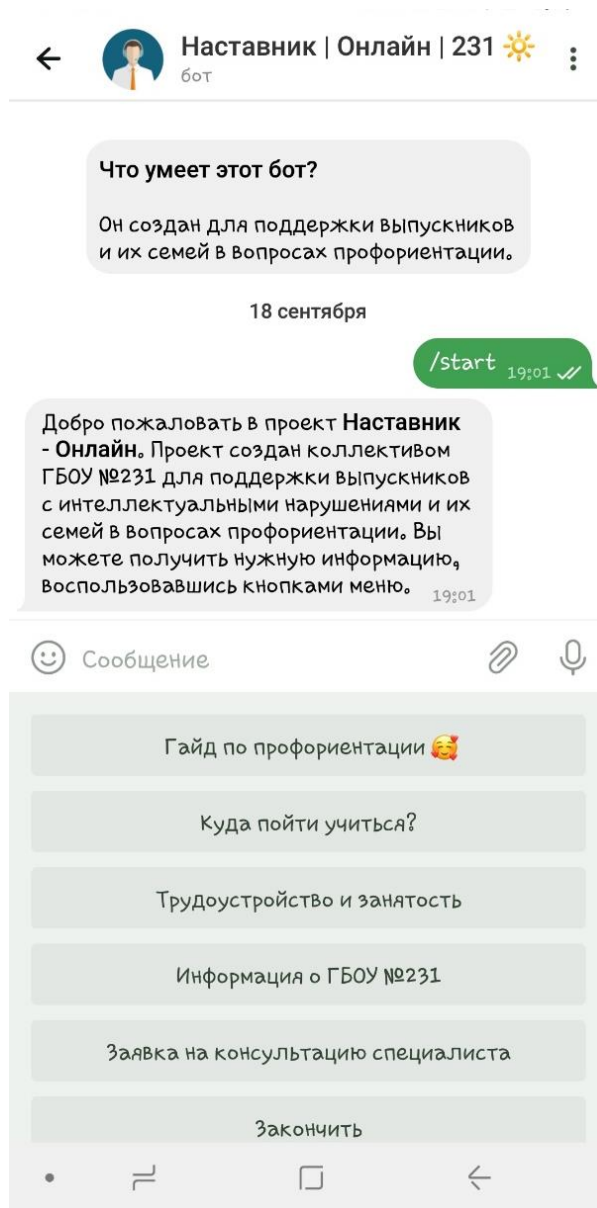 Наставник | Онлайн | 231 ☀️
бот
Что умеет этот бот?
Он создан для поддержки выпускников
и их семей в вопросах профориентации.
18 сентября
/start 19:01
Добро пожаловать в проект Наставник
- Онлайн. Проект создан коллективом
ГБОУ №231 для поддержки выпускников
с интеллектуальными нарушениями и их
семей в вопросах профориентации. Вы
можете получить нужную информацию,
воспользовавшись кнопками меню. 19:01
Сообщение
Гайд по профориентации 🥰
Куда пойти учиться?
Трудоустройство и занятость
Информация о ГБОУ №231
Заявка на консультацию специалиста
Закончить